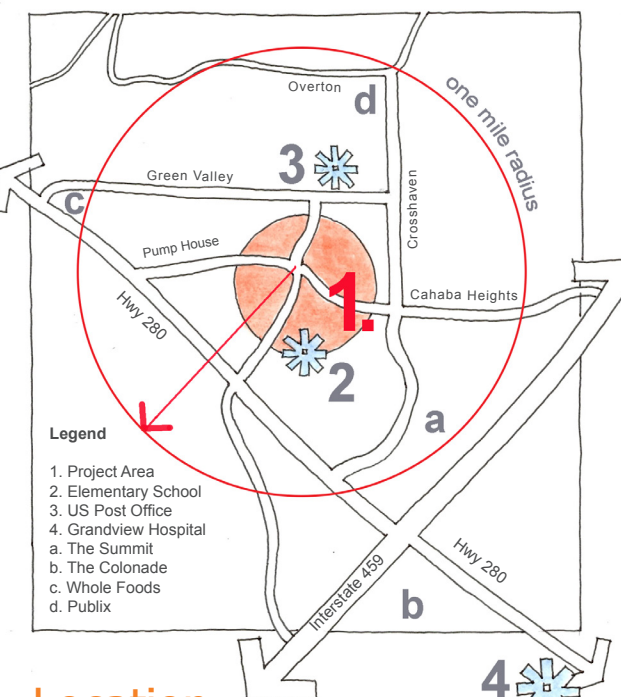 one mile radius
Overton
d
3
Green Valley
c
Crosshaven
Pump House
1.
Cahaba Heights
Hwy 280
2
a
Legend
1. Project Area
2. Elementary School
3. US Post Office
4. Grandview Hospital
a. The Summit
b. The Colonade
c. Whole Foods
d. Publix
Interstate 459
Hwy 280
b
4
Location